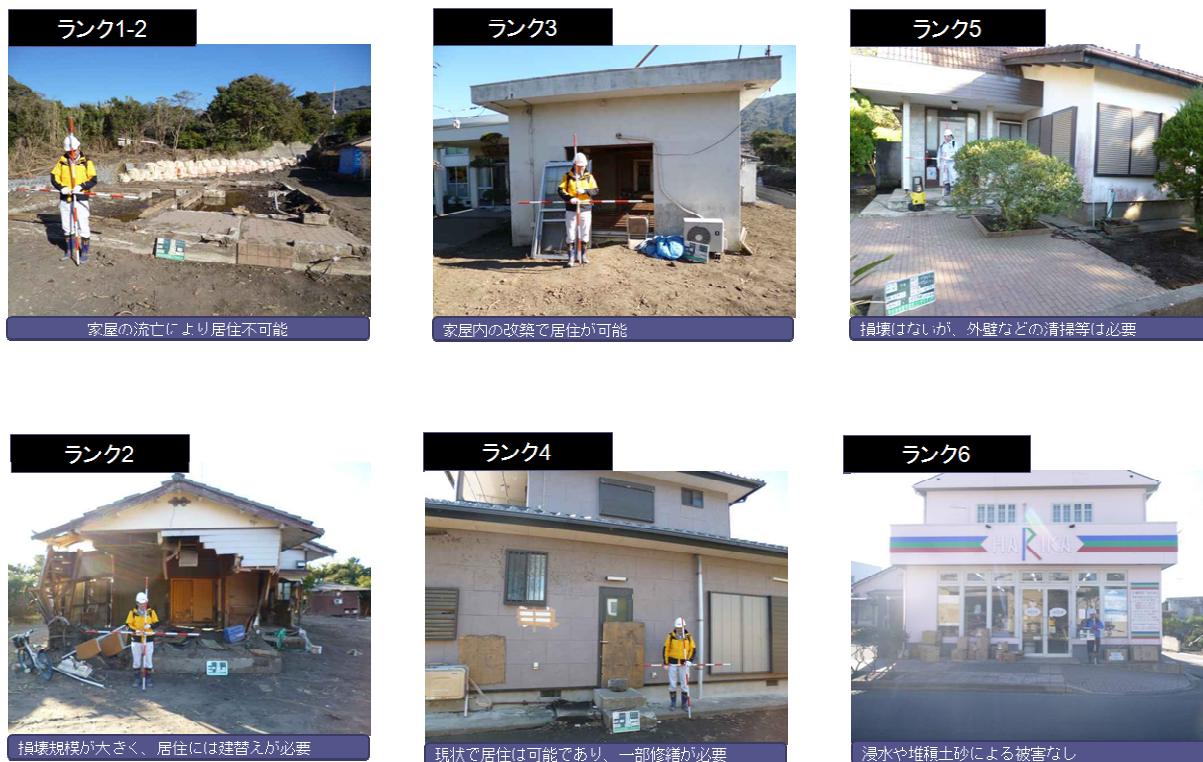 ランク1-2
家屋の流亡により居住不可能
ランク3
家屋内の改築で居住が可能
ランク5
損壊はないが、外壁などの清掃等は必要
ランク2
損壊規模が大きく、居住には建替えが必要
ランク4
現状で居住は可能であり、一部修繕が必要
ランク6
HARIKA
浸水や堆積土砂による被害なし